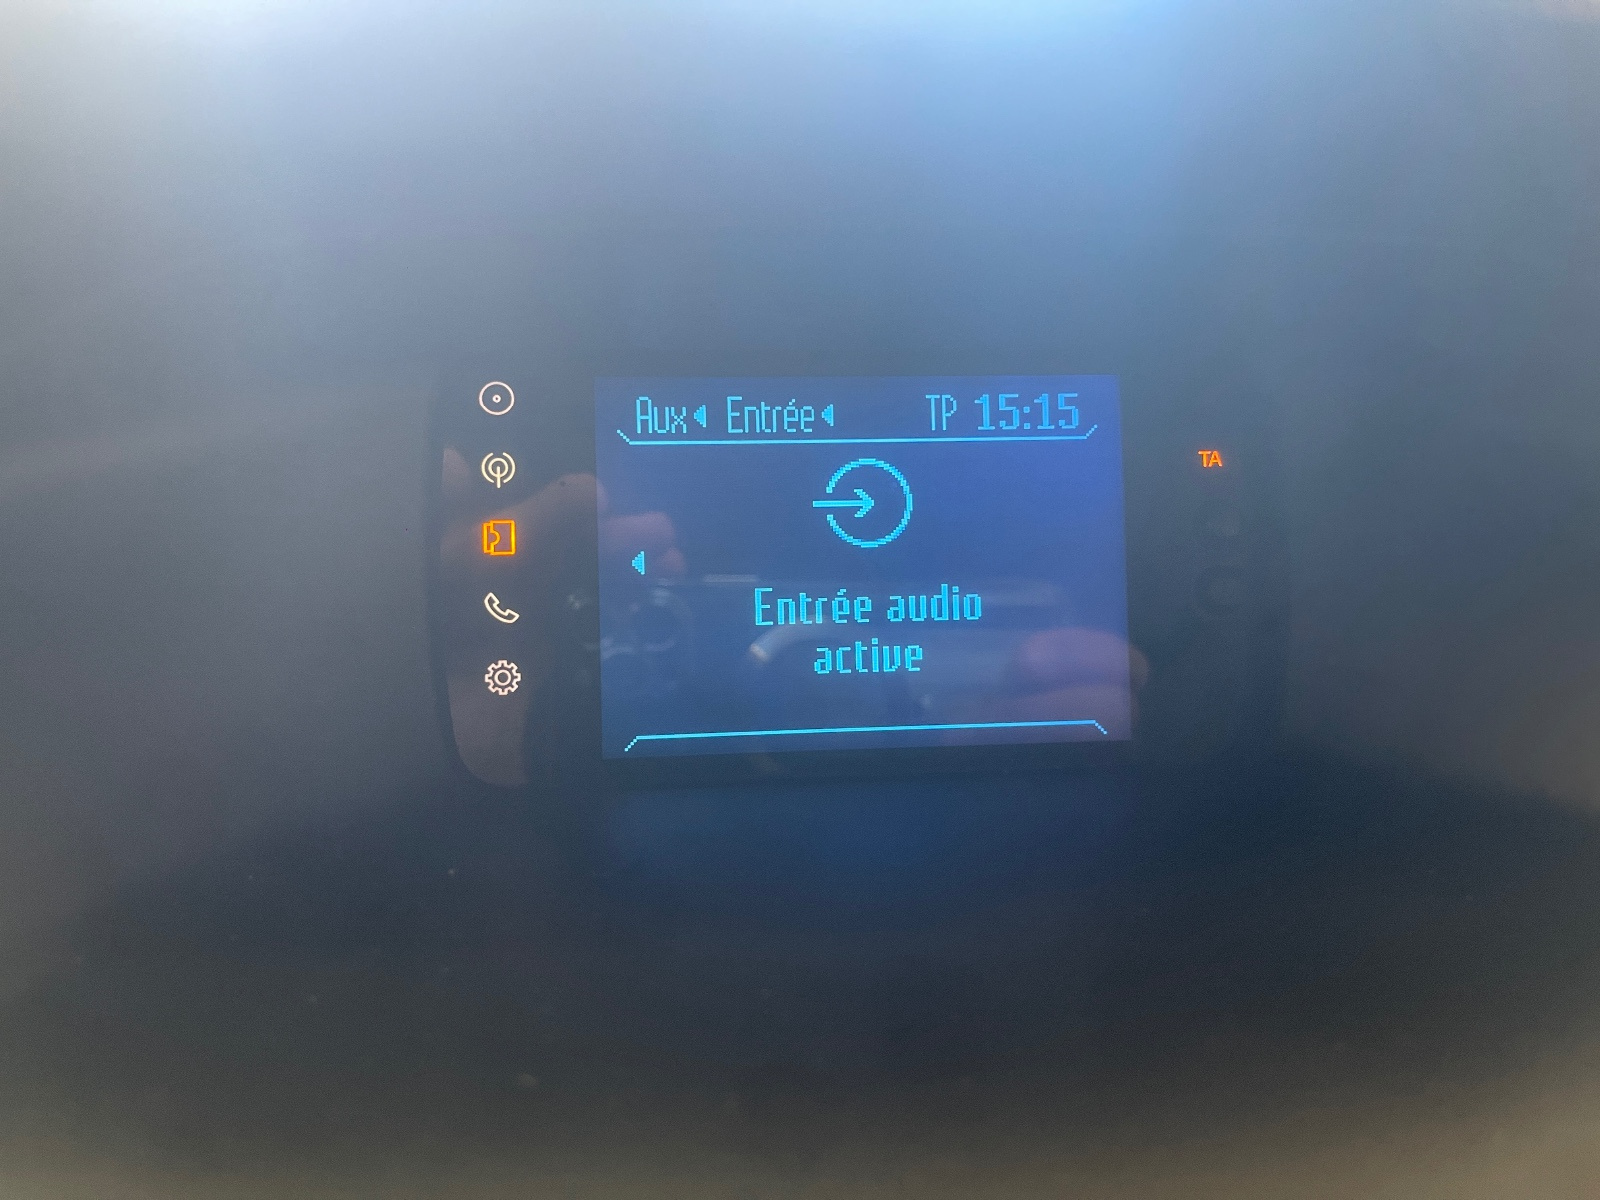 Aux Entrée TP 15:15
TA
Entrée audio
active